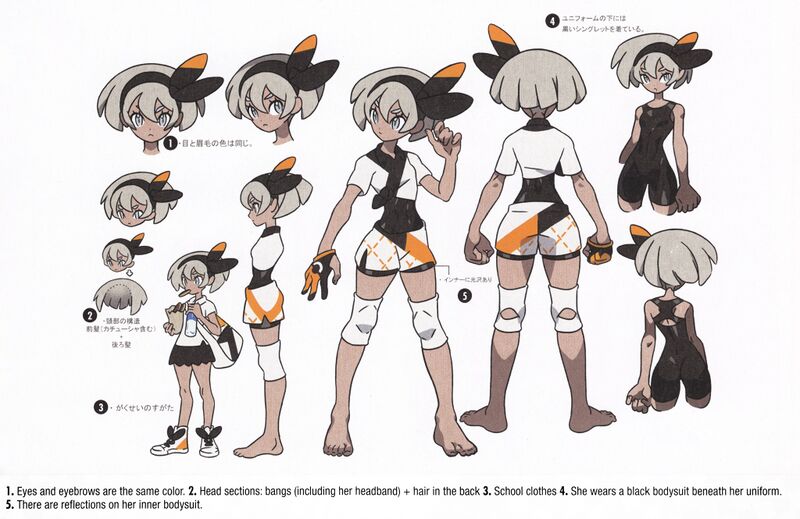 ④ ユニフォームの下には
黒いシングレットを着ている。
① ・目と眉毛の色は同じ。
② ・頭部の構造
前髪(カチューシャ含む)
+
後ろ髪
・インナーに光沢あり
⑤
③ ・がくせいのすがた
1. Eyes and eyebrows are the same color. 2. Head sections: bangs (including her headband) + hair in the back 3. School clothes 4. She wears a black bodysuit beneath her uniform.
5. There are reflections on her inner bodysuit.